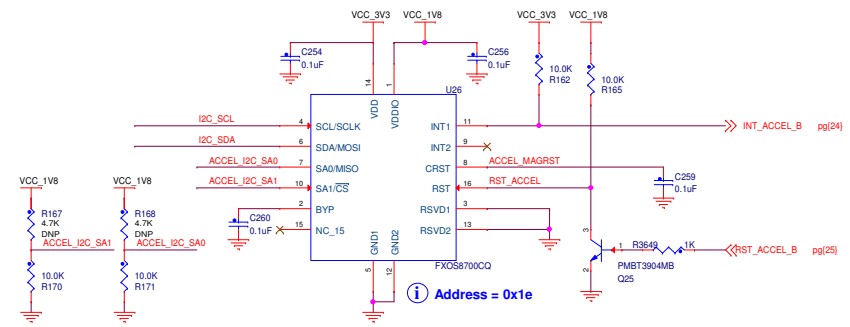 VCC_3V3 VCC_1V8 VCC_3V3 VCC_1V8
C254
0.1uF
C256
0.1uF
10.0K
R162
10.0K
R165
U26
14 1
VDD VDDIO
I2C_SCL 4 SCL/SCLK
INT1 11 INT_ACCEL_B pg{24}
I2C_SDA 6 SDA/MOSI
INT2 9
ACCEL_I2C_SA0 7 SA0/MISO
CRST 8 ACCEL_MAGRST
ACCEL_I2C_SA1 10 SA1/CS
RST 16 RST_ACCEL
C259
0.1uF
VCC_1V8 VCC_1V8
2 BYP
RSVD1 3
C260
0.1uF
15 NC_15
RSVD2 13
R167
4.7K
DNP
R168
4.7K
DNP
ACCEL_I2C_SA1 ACCEL_I2C_SA0
GND1 GND2
5 12
FXOS8700CQ
3
1
2
R3649 1K
RST_ACCEL_B pg{25}
PMBT3904MB
Q25
10.0K
R170
10.0K
R171
i Address = 0x1e